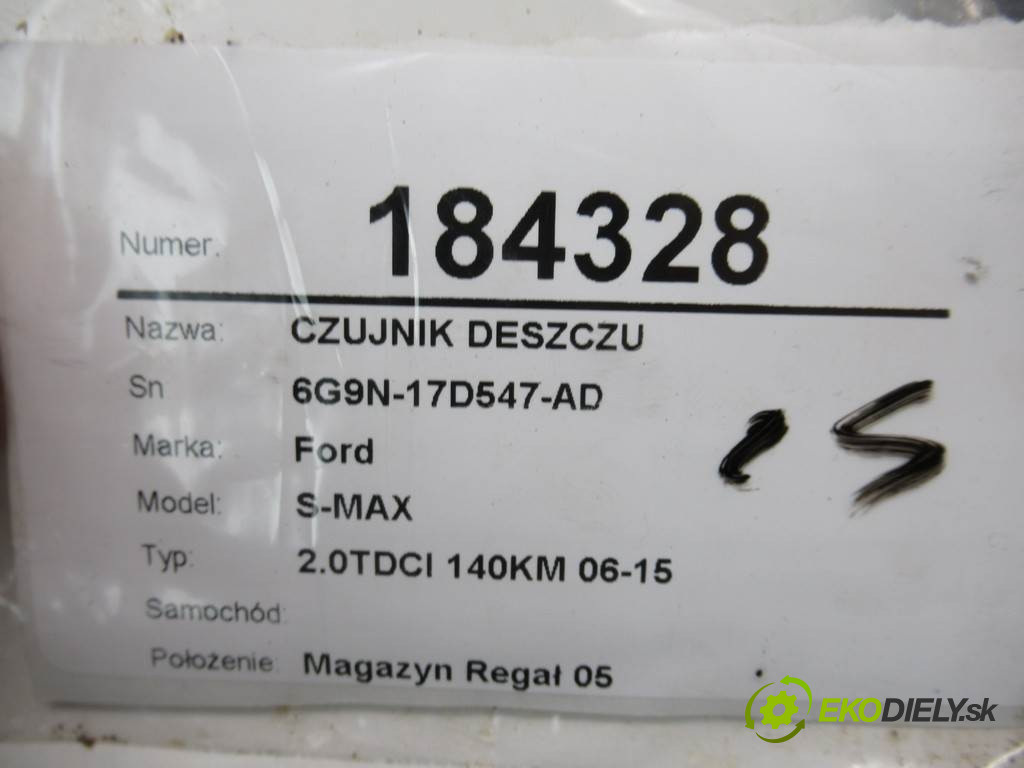 Numer: 184328
Nazwa: CZUJNIK DESZCZU
Sn 6G9N-17D547-AD
Marka: Ford
Model: S-MAX
Typ: 2.0TDCI 140KM 06-15
Samochód:
Położenie: Magazyn Regał 05
EKODIELY.sk